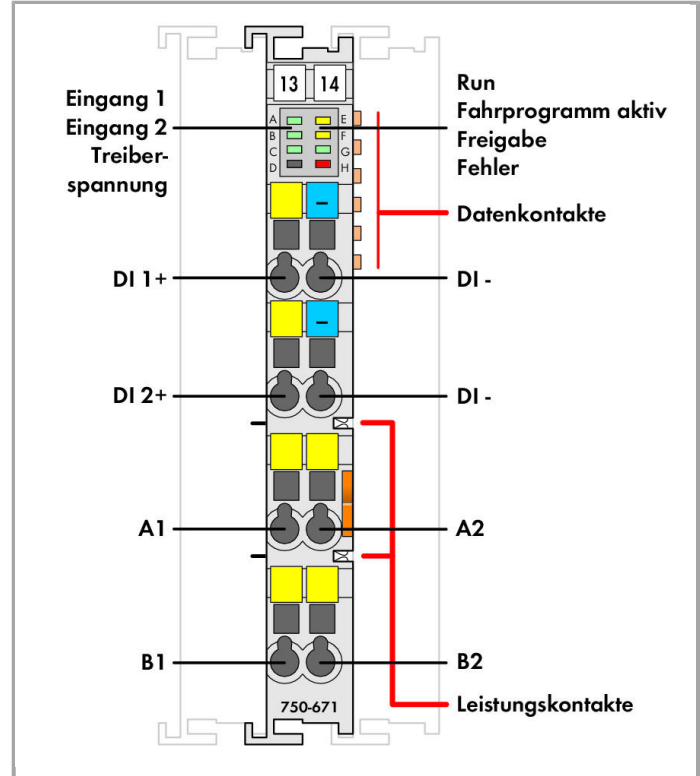 13 14
Eingang 1
Eingang 2
Treiber-
spannung
A
B
C
D
E
F
G
H
Run
Fahrprogramm aktiv
Freigabe
Fehler
Datenkontakte
–
DI 1+
DI -
–
DI 2+
DI -
A1
A2
B1
B2
750-671
Leistungskontakte